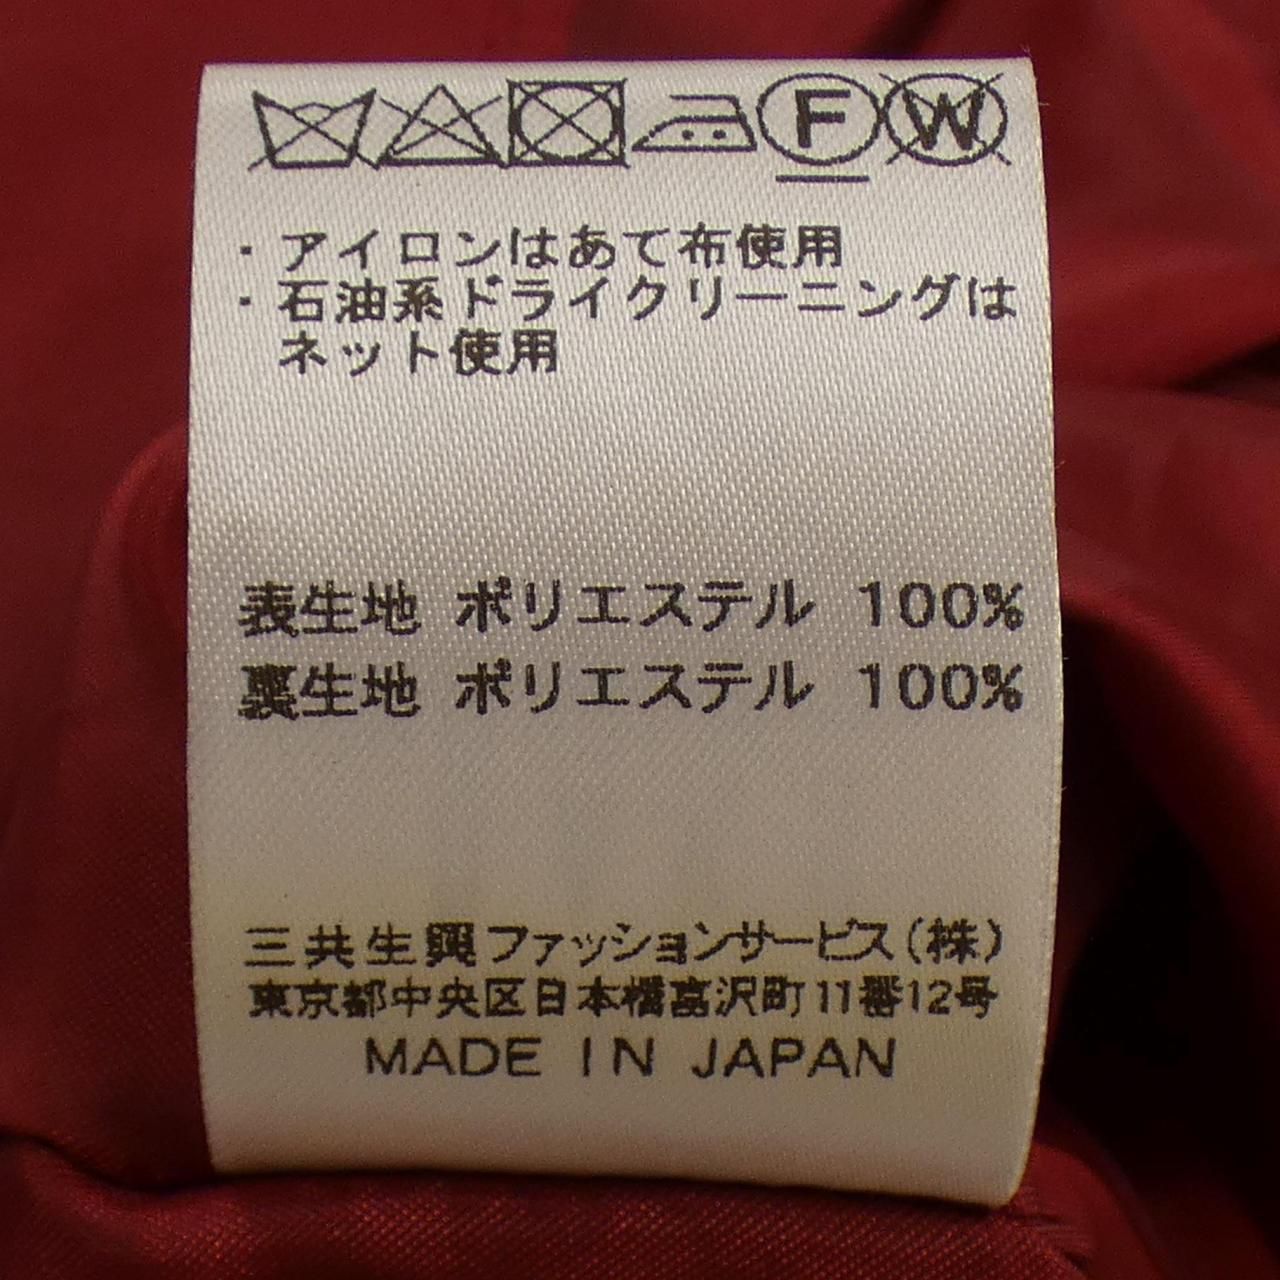 F W
・アイロンはあて布使用
・石油系ドライクリーニングは
ネット使用
表生地 ポリエステル 100%
裏生地 ポリエステル 100%
三共生興ファッションサービス(株)
東京都中央区日本橋富沢町11番12号
MADE IN JAPAN